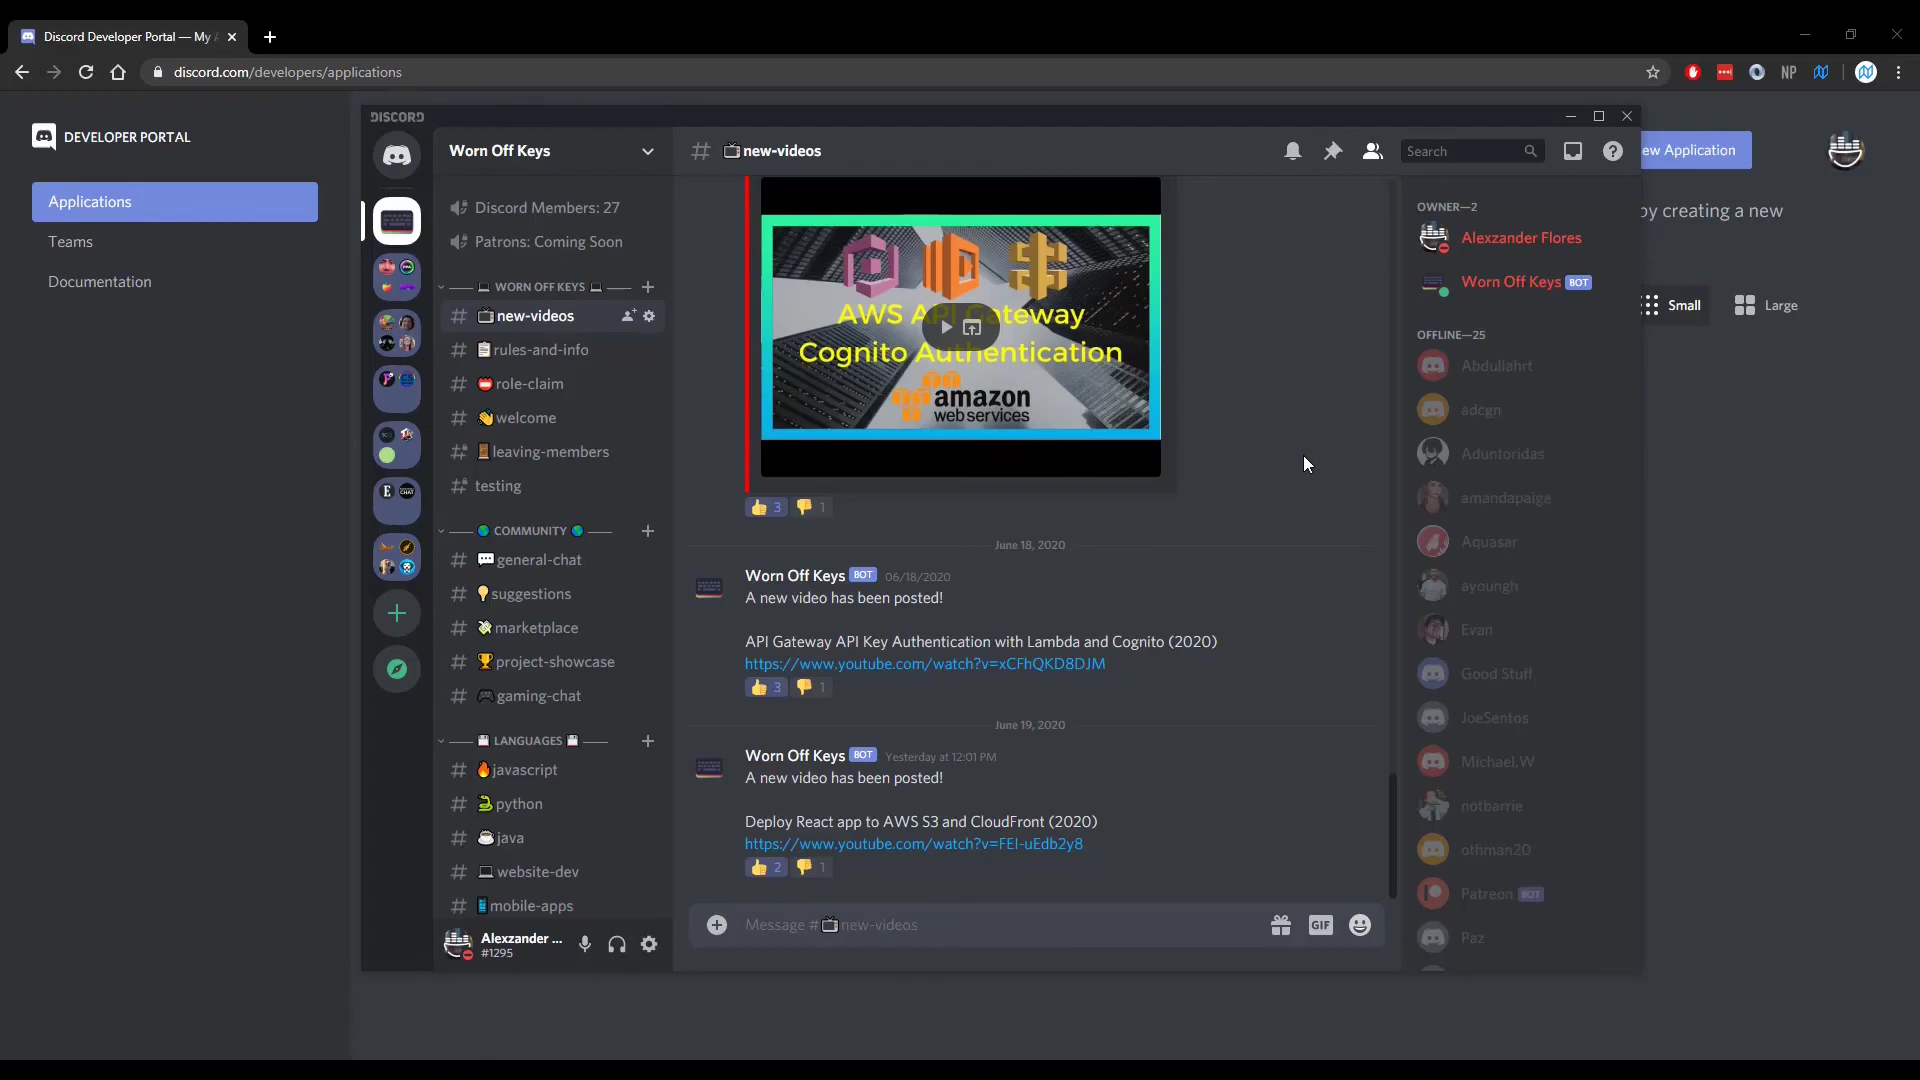 Discord Developer Portal — My
discord.com/developers/applications
NP
DEVELOPER PORTAL
Applications
Teams
Documentation
ew Application
by creating a new
Small
Large
DISCORD
Worn Off Keys
Discord Members: 27
Patrons: Coming Soon
WORN OFF KEYS
new-videos
rules-and-info
role-claim
welcome
leaving-members
testing
COMMUNITY
general-chat
suggestions
marketplace
project-showcase
gaming-chat
LANGUAGES
javascript
python
java
website-dev
mobile-apps
Alexzander ...
#1295
new-videos
Search
AWS API Gateway
Cognito Authentication
amazon
web services
3
1
June 18, 2020
Worn Off Keys BOT 06/18/2020
A new video has been posted!
API Gateway API Key Authentication with Lambda and Cognito (2020)
https://www.youtube.com/watch?v=xCFhQKD8DJM
3
1
June 19, 2020
Worn Off Keys BOT Yesterday at 12:01 PM
A new video has been posted!
Deploy React app to AWS S3 and CloudFront (2020)
https://www.youtube.com/watch?v=FEI-uEdb2y8
2
1
Message #new-videos
GIF
OWNER—2
Alexzander Flores
Worn Off Keys BOT
OFFLINE—25
Abdullahrt
adcgn
Aduntoridas
amandapaige
Aquasar
ayoungh
Evan
Good Stuff
JoeSentos
Michael.W
notbarrie
othman20
Patreon BOT
Paz